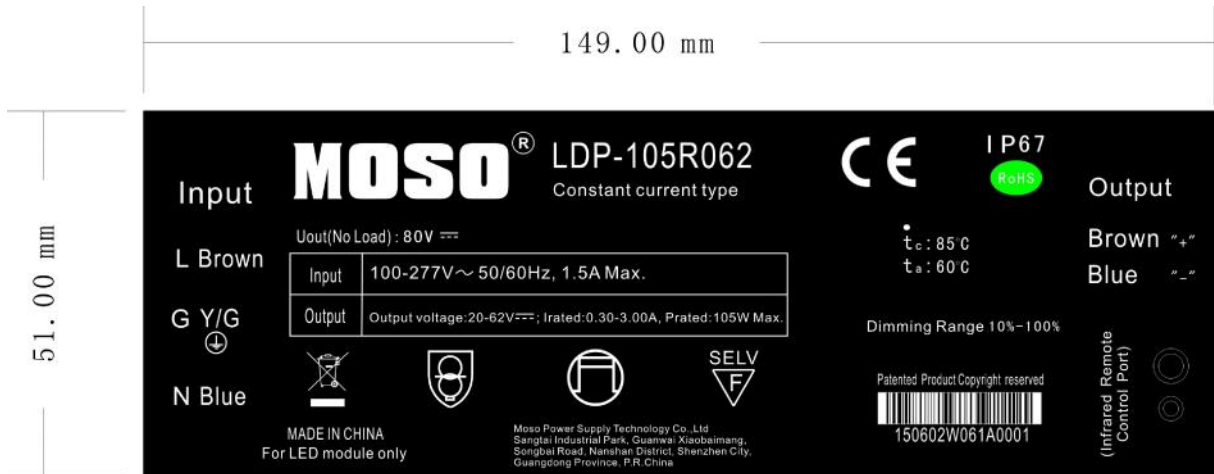 149.00 mm
51.00 mm
Input
L Brown
G Y/G
N Blue
MOSO®
LDP-105R062
Constant current type
Uout(No Load) : 80V ⎓
Input 100-277V～ 50/60Hz, 1.5A Max.
Output Output voltage:20-62V⎓; Irated:0.30-3.00A, Prated:105W Max.
SELV
F
MADE IN CHINA
For LED module only
Moso Power Supply Technology Co.,Ltd
Sangtai Industrial Park, Guanwai Xiaobaimang,
Songbai Road, Nanshan District, Shenzhen City,
Guangdong Province, P.R.China
CE
IP67
RoHS
tc: 85℃
ta: 60℃
Dimming Range 10%-100%
Patented Product Copyright reserved
150602W061A0001
Output
Brown "+"
Blue "-"
(Infrared Remote
Control Port)